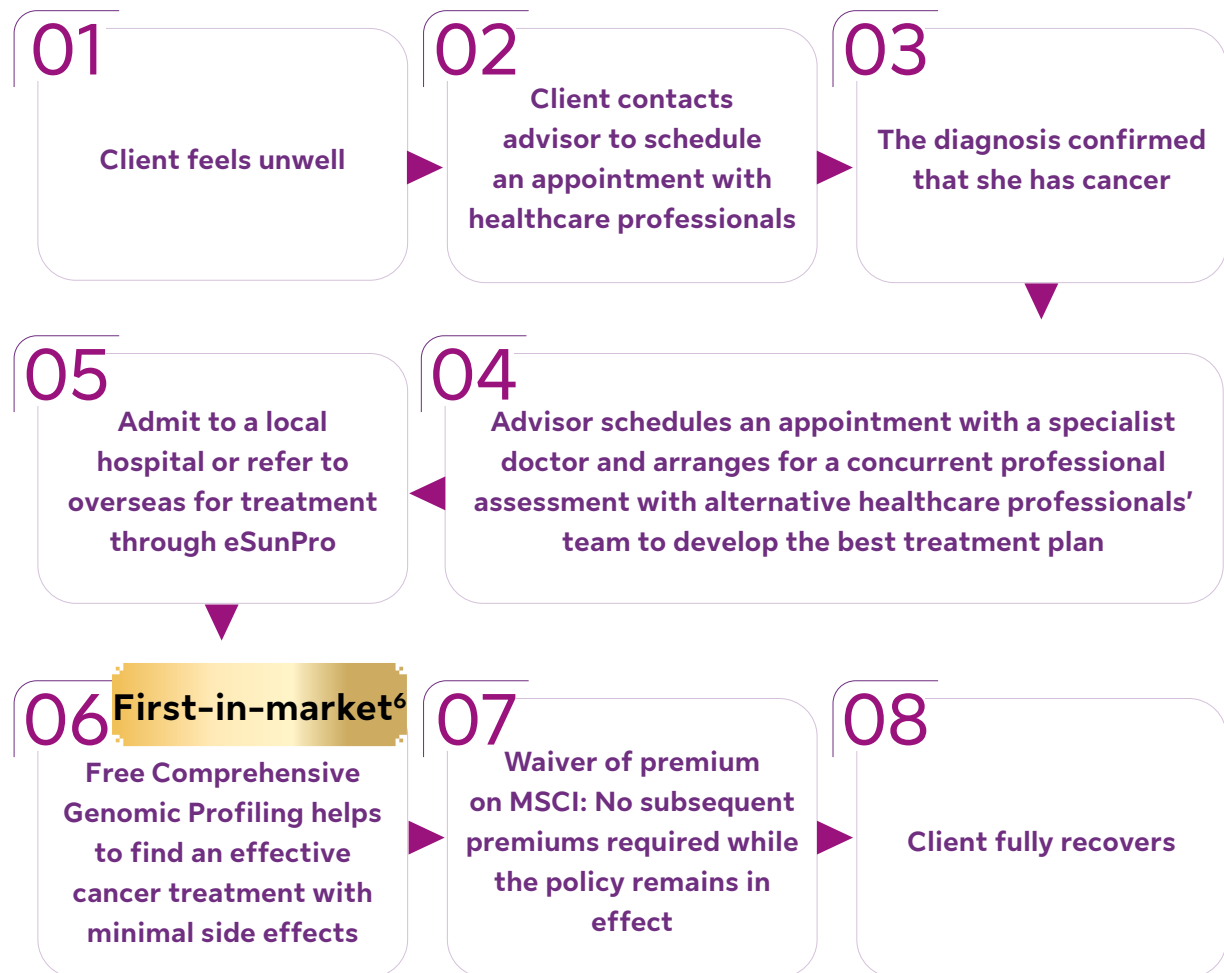 01
Client feels unwell
02
Client contacts
advisor to schedule
an appointment with
healthcare professionals
03
The diagnosis confirmed
that she has cancer
04
Advisor schedules an appointment with a specialist
doctor and arranges for a concurrent professional
assessment with alternative healthcare professionals’
team to develop the best treatment plan
05
Admit to a local
hospital or refer to
overseas for treatment
through eSunPro
06
First-in-market⁶
Free Comprehensive
Genomic Profiling helps
to find an effective
cancer treatment with
minimal side effects
07
Waiver of premium
on MSCI: No subsequent
premiums required while
the policy remains in
effect
08
Client fully recovers